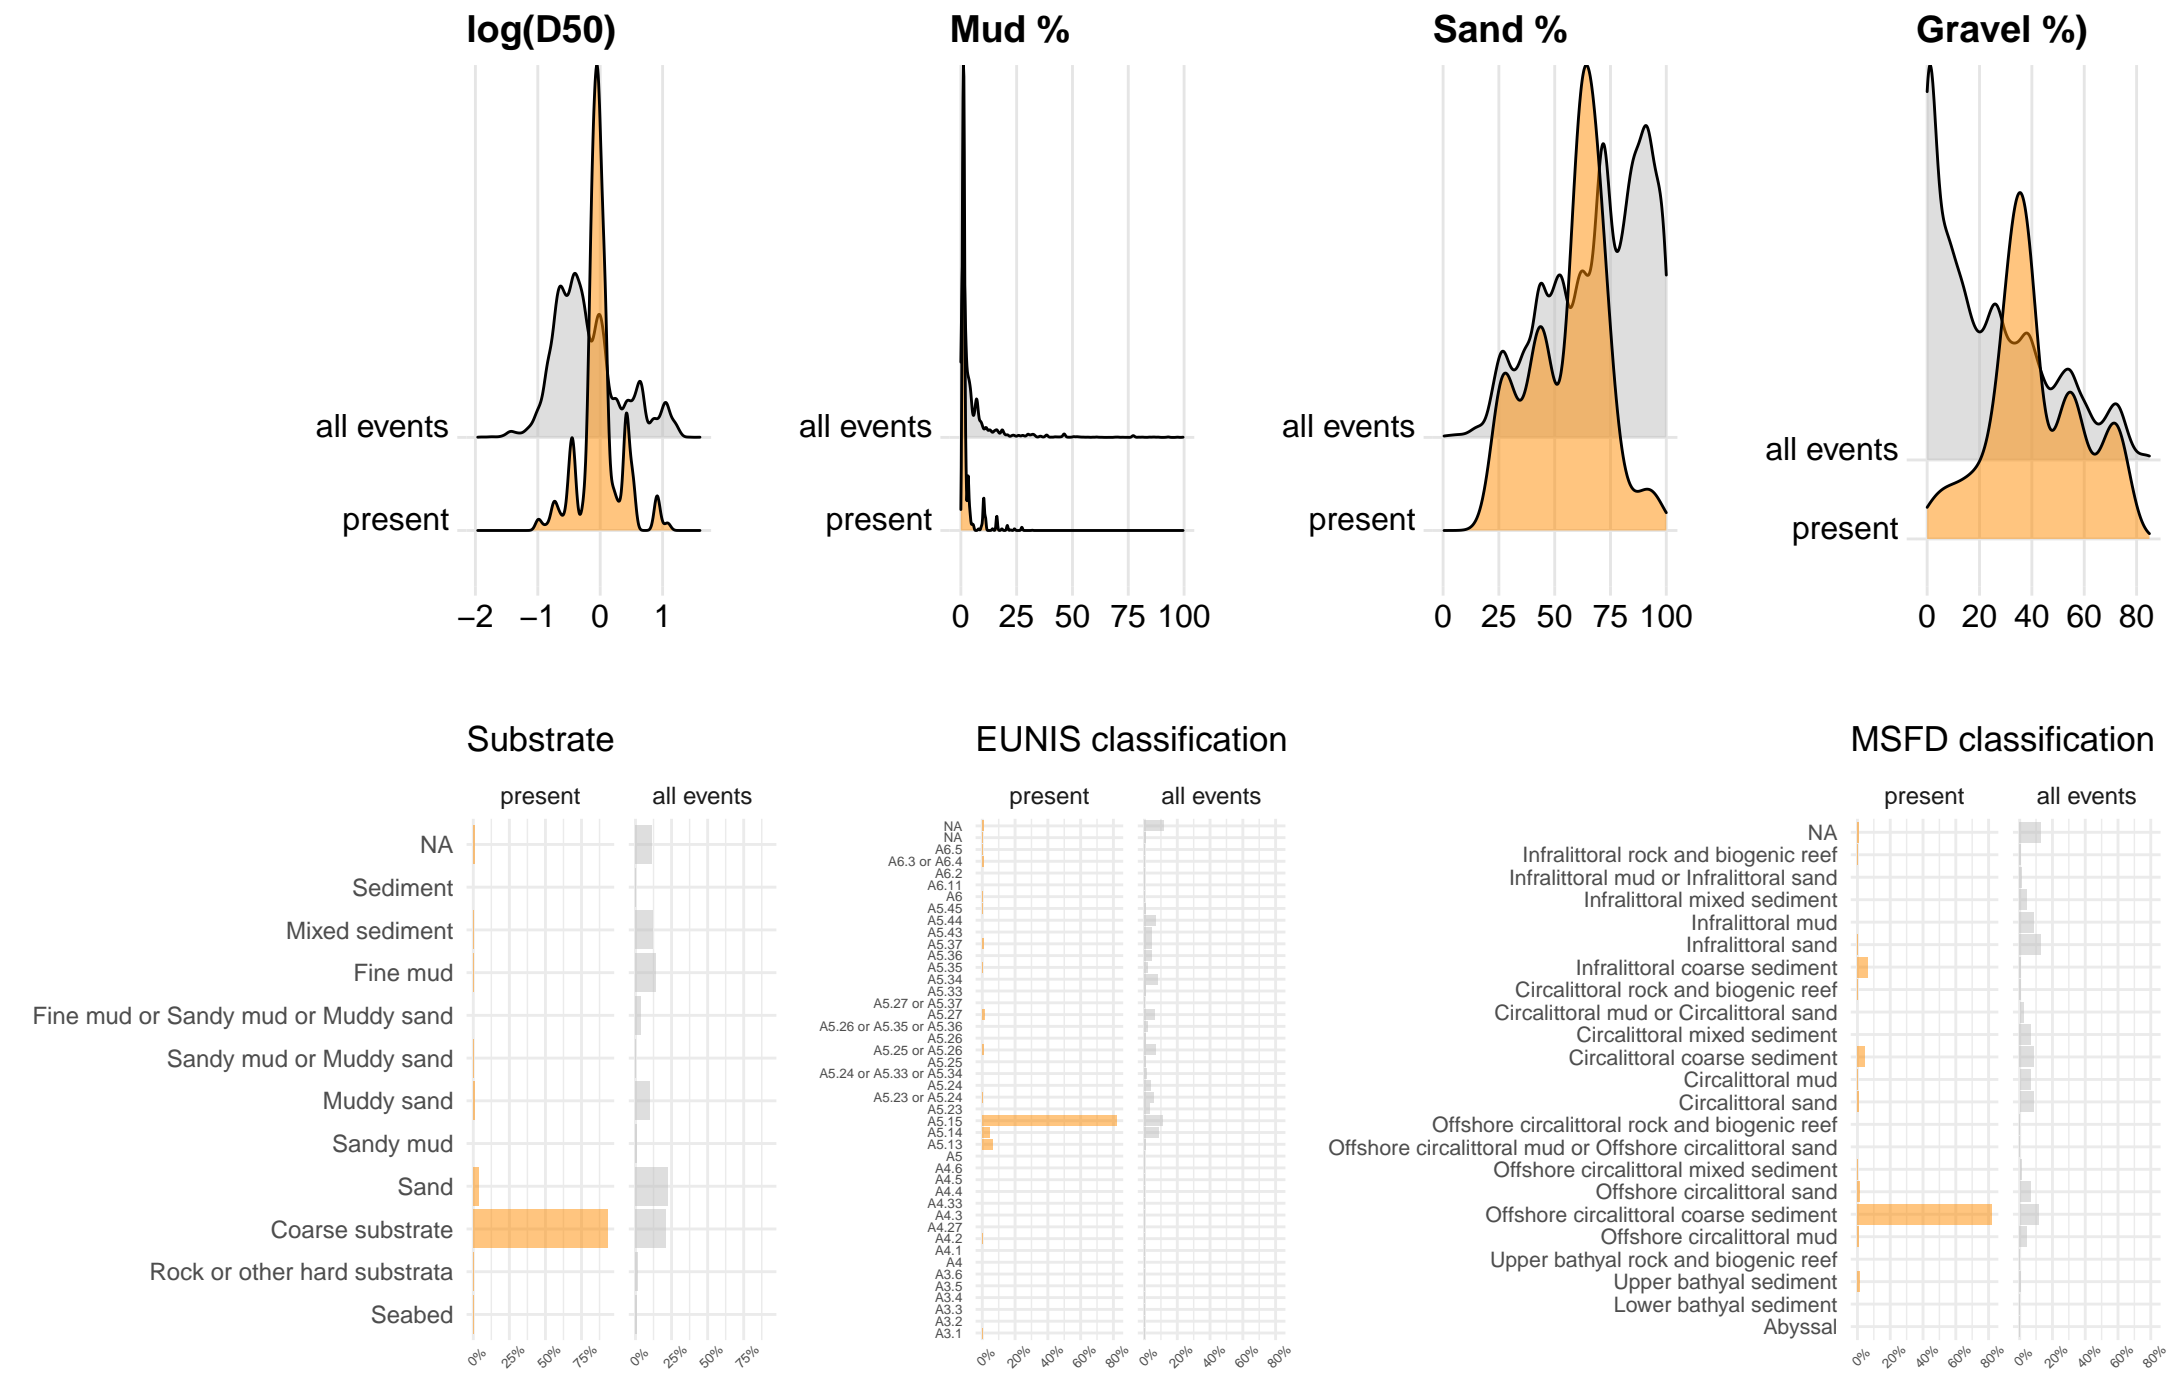 log(D50)
Mud %
Sand %
Gravel %)
all events
present
−2 −1 0 1
all events
present
0 25 50 75 100
all events
present
0 25 50 75 100
all events
present
0 20 40 60 80
Substrate
present all events
NA
Sediment
Mixed sediment
Fine mud
Fine mud or Sandy mud or Muddy sand
Sandy mud or Muddy sand
Muddy sand
Sandy mud
Sand
Coarse substrate
Rock or other hard substrata
Seabed
0% 25% 50% 75% 0% 25% 50% 75%
EUNIS classification
present all events
NA
NA
A6.5
A6.3 or A6.4
A6.2
A6.11
A6
A5.45
A5.44
A5.43
A5.37
A5.36
A5.35
A5.34
A5.33
A5.27 or A5.37
A5.27
A5.26 or A5.35 or A5.36
A5.26
A5.25 or A5.26
A5.25
A5.24 or A5.33 or A5.34
A5.24
A5.23 or A5.24
A5.23
A5.15
A5.14
A5.13
A5
A4.6
A4.5
A4.4
A4.33
A4.3
A4.27
A4.2
A4.1
A4
A3.6
A3.5
A3.4
A3.3
A3.2
A3.1
0% 20% 40% 60% 80% 0% 20% 40% 60% 80%
MSFD classification
present all events
NA
Infralittoral rock and biogenic reef
Infralittoral mud or Infralittoral sand
Infralittoral mixed sediment
Infralittoral mud
Infralittoral sand
Infralittoral coarse sediment
Circalittoral rock and biogenic reef
Circalittoral mud or Circalittoral sand
Circalittoral mixed sediment
Circalittoral coarse sediment
Circalittoral mud
Circalittoral sand
Offshore circalittoral rock and biogenic reef
Offshore circalittoral mud or Offshore circalittoral sand
Offshore circalittoral mixed sediment
Offshore circalittoral sand
Offshore circalittoral coarse sediment
Offshore circalittoral mud
Upper bathyal rock and biogenic reef
Upper bathyal sediment
Lower bathyal sediment
Abyssal
0% 20% 40% 60% 80% 0% 20% 40% 60% 80%